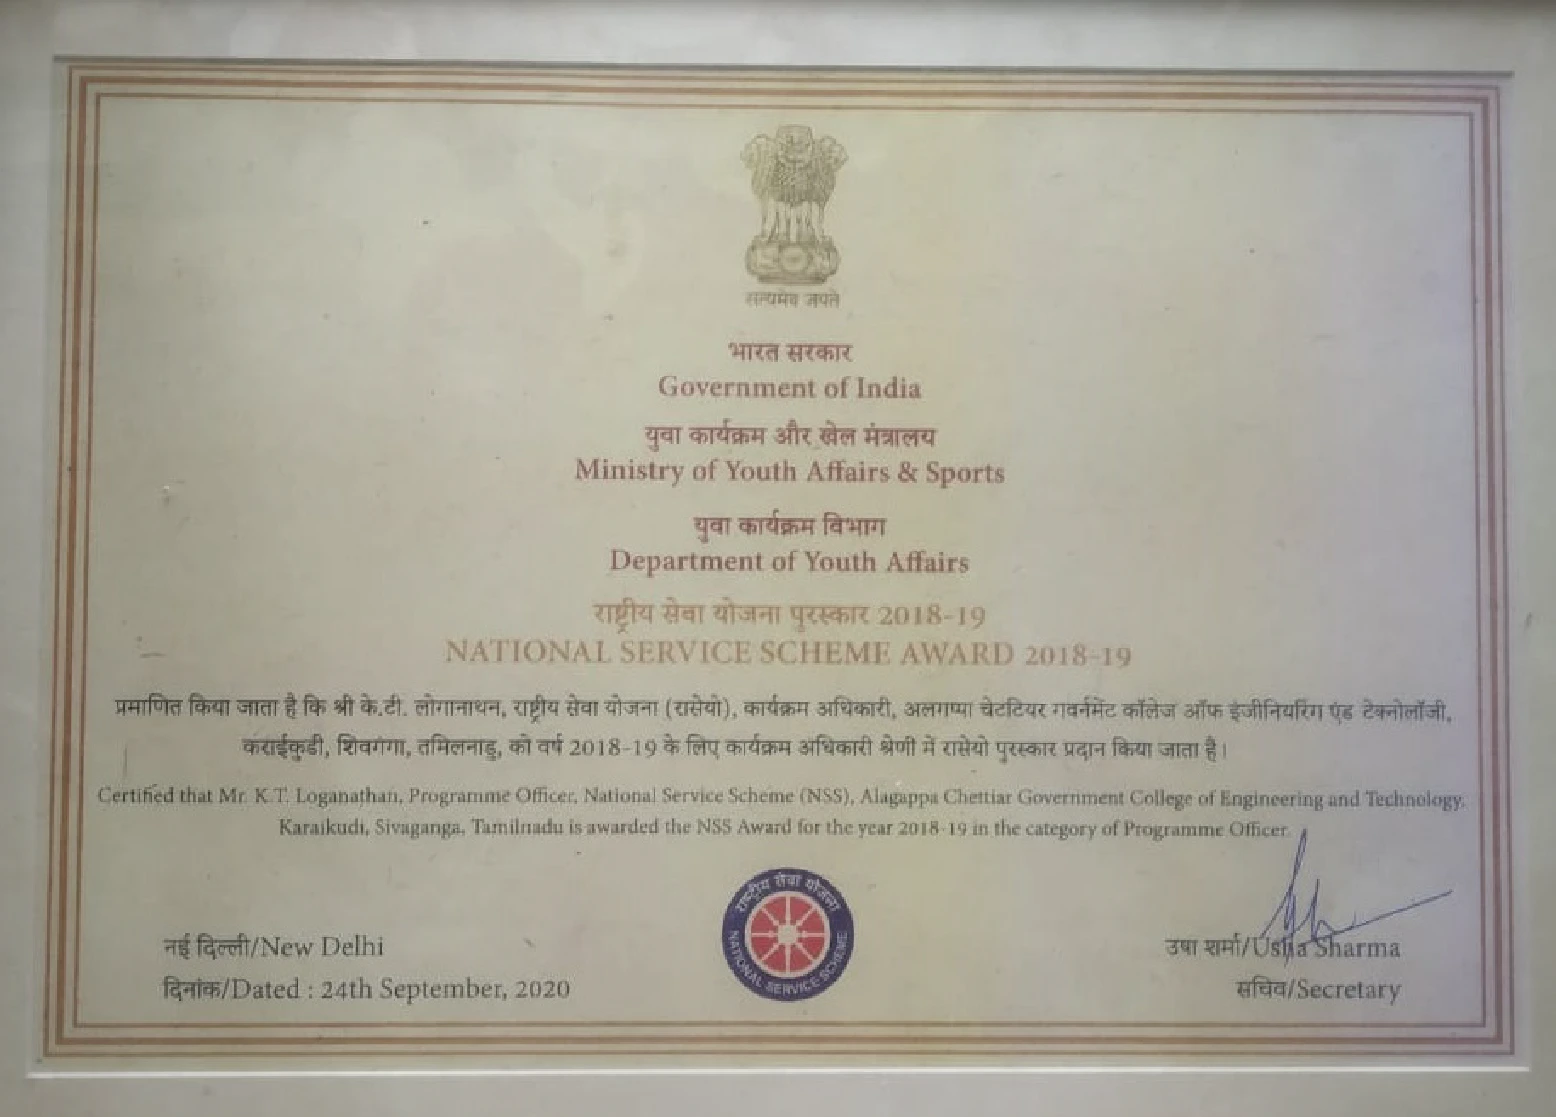 सत्यमेव जयते
भारत सरकार
Government of India
युवा कार्यक्रम और खेल मंत्रालय
Ministry of Youth Affairs & Sports
युवा कार्यक्रम विभाग
Department of Youth Affairs
राष्ट्रीय सेवा योजना पुरस्कार 2018-19
NATIONAL SERVICE SCHEME AWARD 2018-19
प्रमाणित किया जाता है कि श्री के.टी. लोगानाथन, राष्ट्रीय सेवा योजना (रासेयो), कार्यक्रम अधिकारी, अलगप्पा चेटटियर गवर्नमेंट कॉलेज ऑफ इंजीनियरिंग एंड टेक्नोलॉजी,
कराईकुडी, शिवगंगा, तमिलनाडु, को वर्ष 2018-19 के लिए कार्यक्रम अधिकारी श्रेणी में रासेयो पुरस्कार प्रदान किया जाता है।
Certified that Mr. K.T. Loganathan, Programme Officer, National Service Scheme (NSS), Alagappa Chettiar Government College of Engineering and Technology,
Karaikudi, Sivaganga, Tamilnadu is awarded the NSS Award for the year 2018-19 in the category of Programme Officer.
राष्ट्रीय सेवा योजना
NATIONAL SERVICE SCHEME
नई दिल्ली/New Delhi
दिनांक/Dated : 24th September, 2020
उषा शर्मा/Usha Sharma
सचिव/Secretary